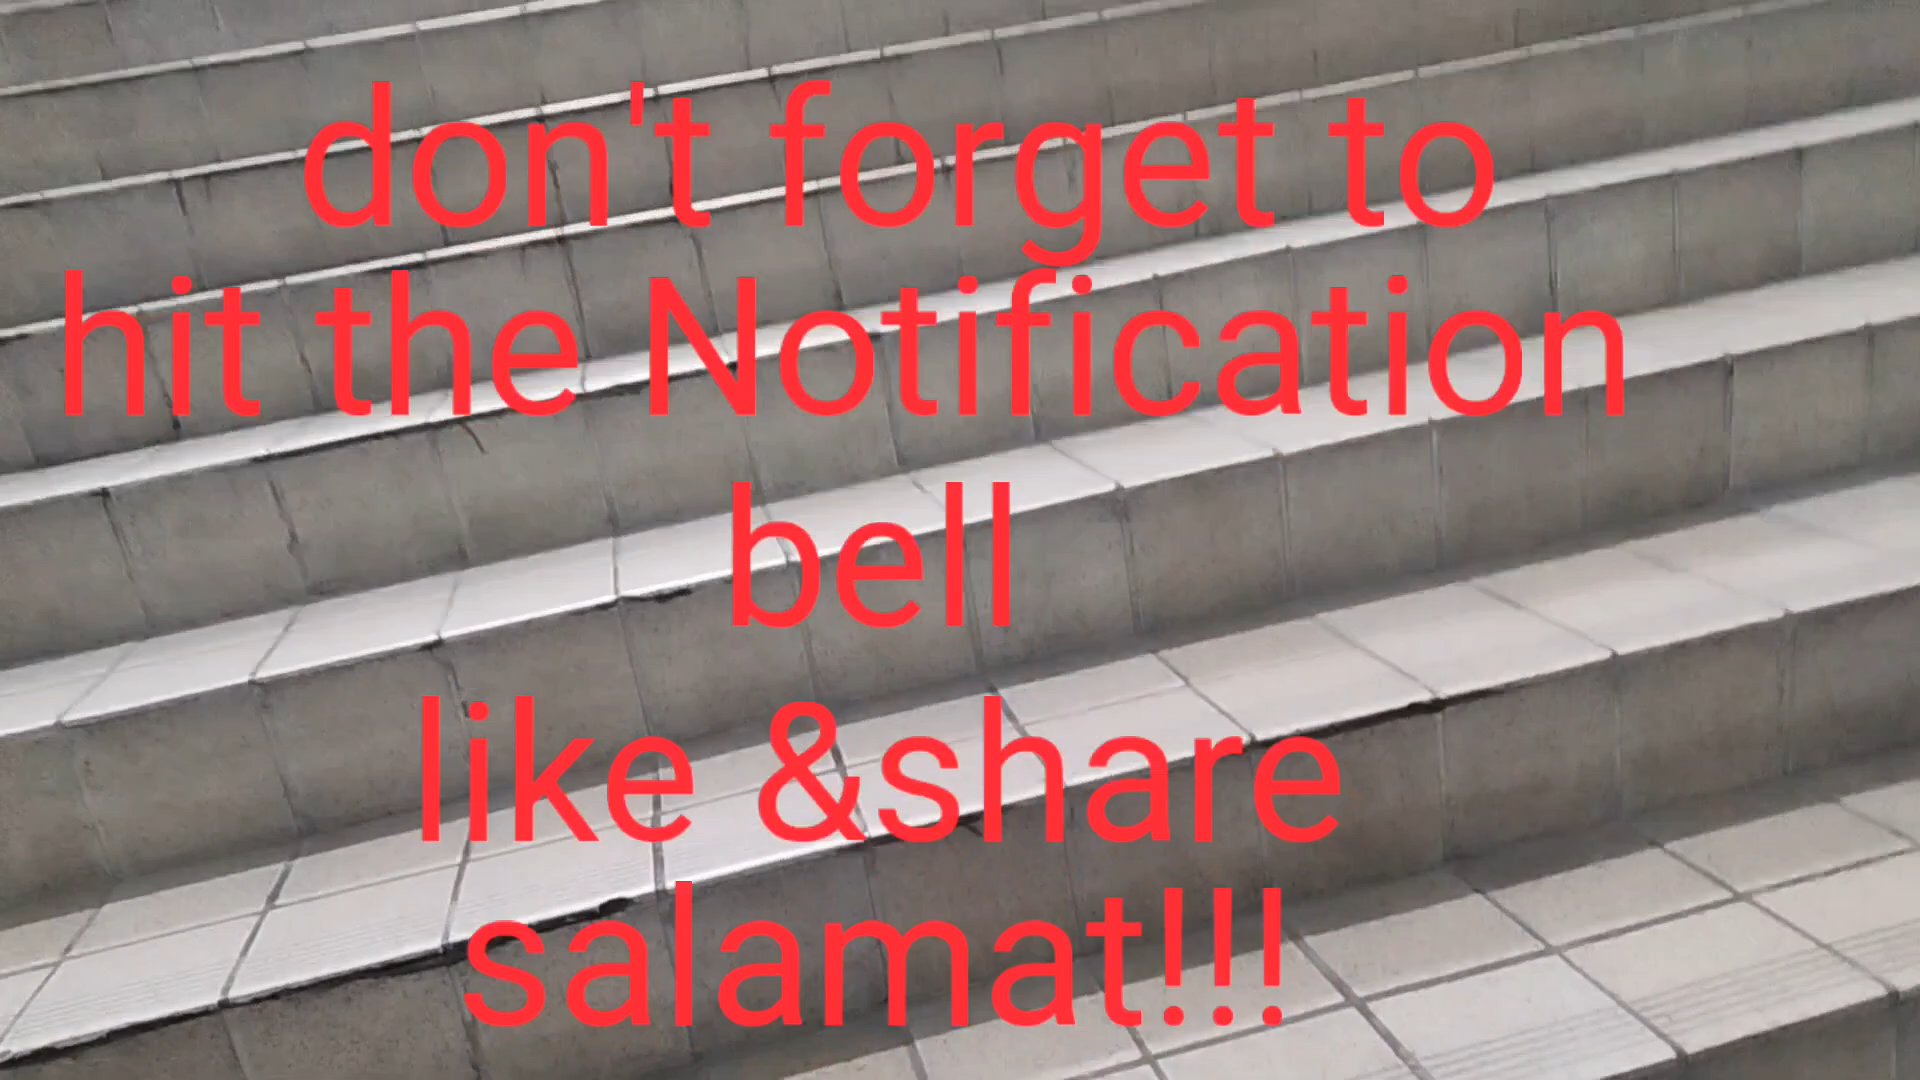 don't forget to
hit the Notification
bell
like &share
salamat!!!